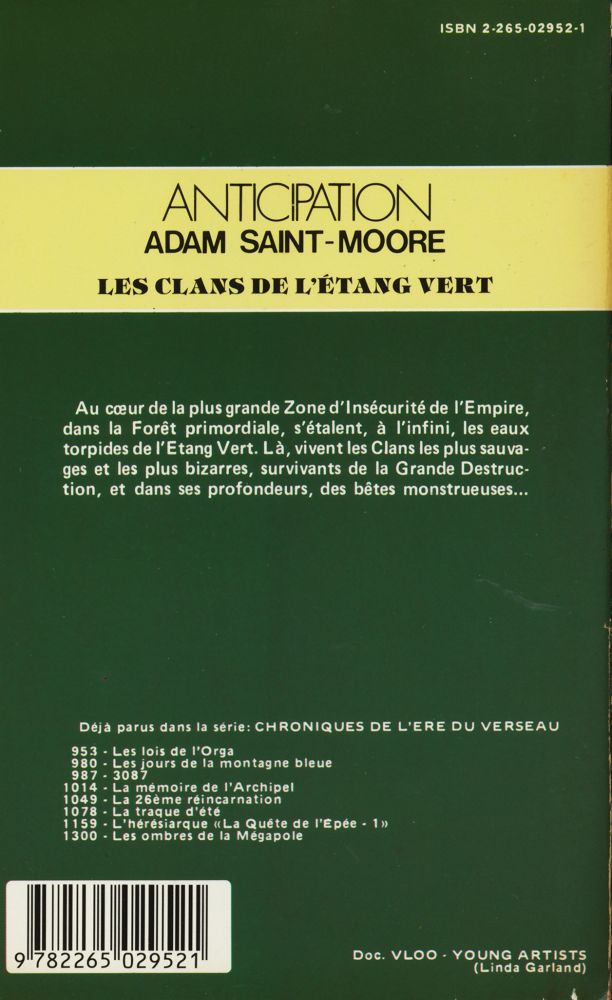 ISBN 2-265-02952-1
ANTICIPATION
ADAM SAINT-MOORE
LES CLANS DE L'ÉTANG VERT
Au cœur de la plus grande Zone d'Insécurité de l'Empire,
dans la Forêt primordiale, s'étalent, à l'infini, les eaux
torpides de l'Etang Vert. Là, vivent les Clans les plus sauva-
ges et les plus bizarres, survivants de la Grande Destruc-
tion, et dans ses profondeurs, des bêtes monstrueuses...
Déjà parus dans la série: CHRONIQUES DE L'ERE DU VERSEAU
953 - Les lois de l'Orga
980 - Les jours de la montagne bleue
987 - 3087
1014 - La mémoire de l'Archipel
1049 - La 26ème réincarnation
1078 - La traque d'été
1159 - L'hérésiarque «La Quête de l'Epée - 1»
1300 - Les ombres de la Mégapole
9 782265 029521
Doc. VLOO - YOUNG ARTISTS
(Linda Garland)